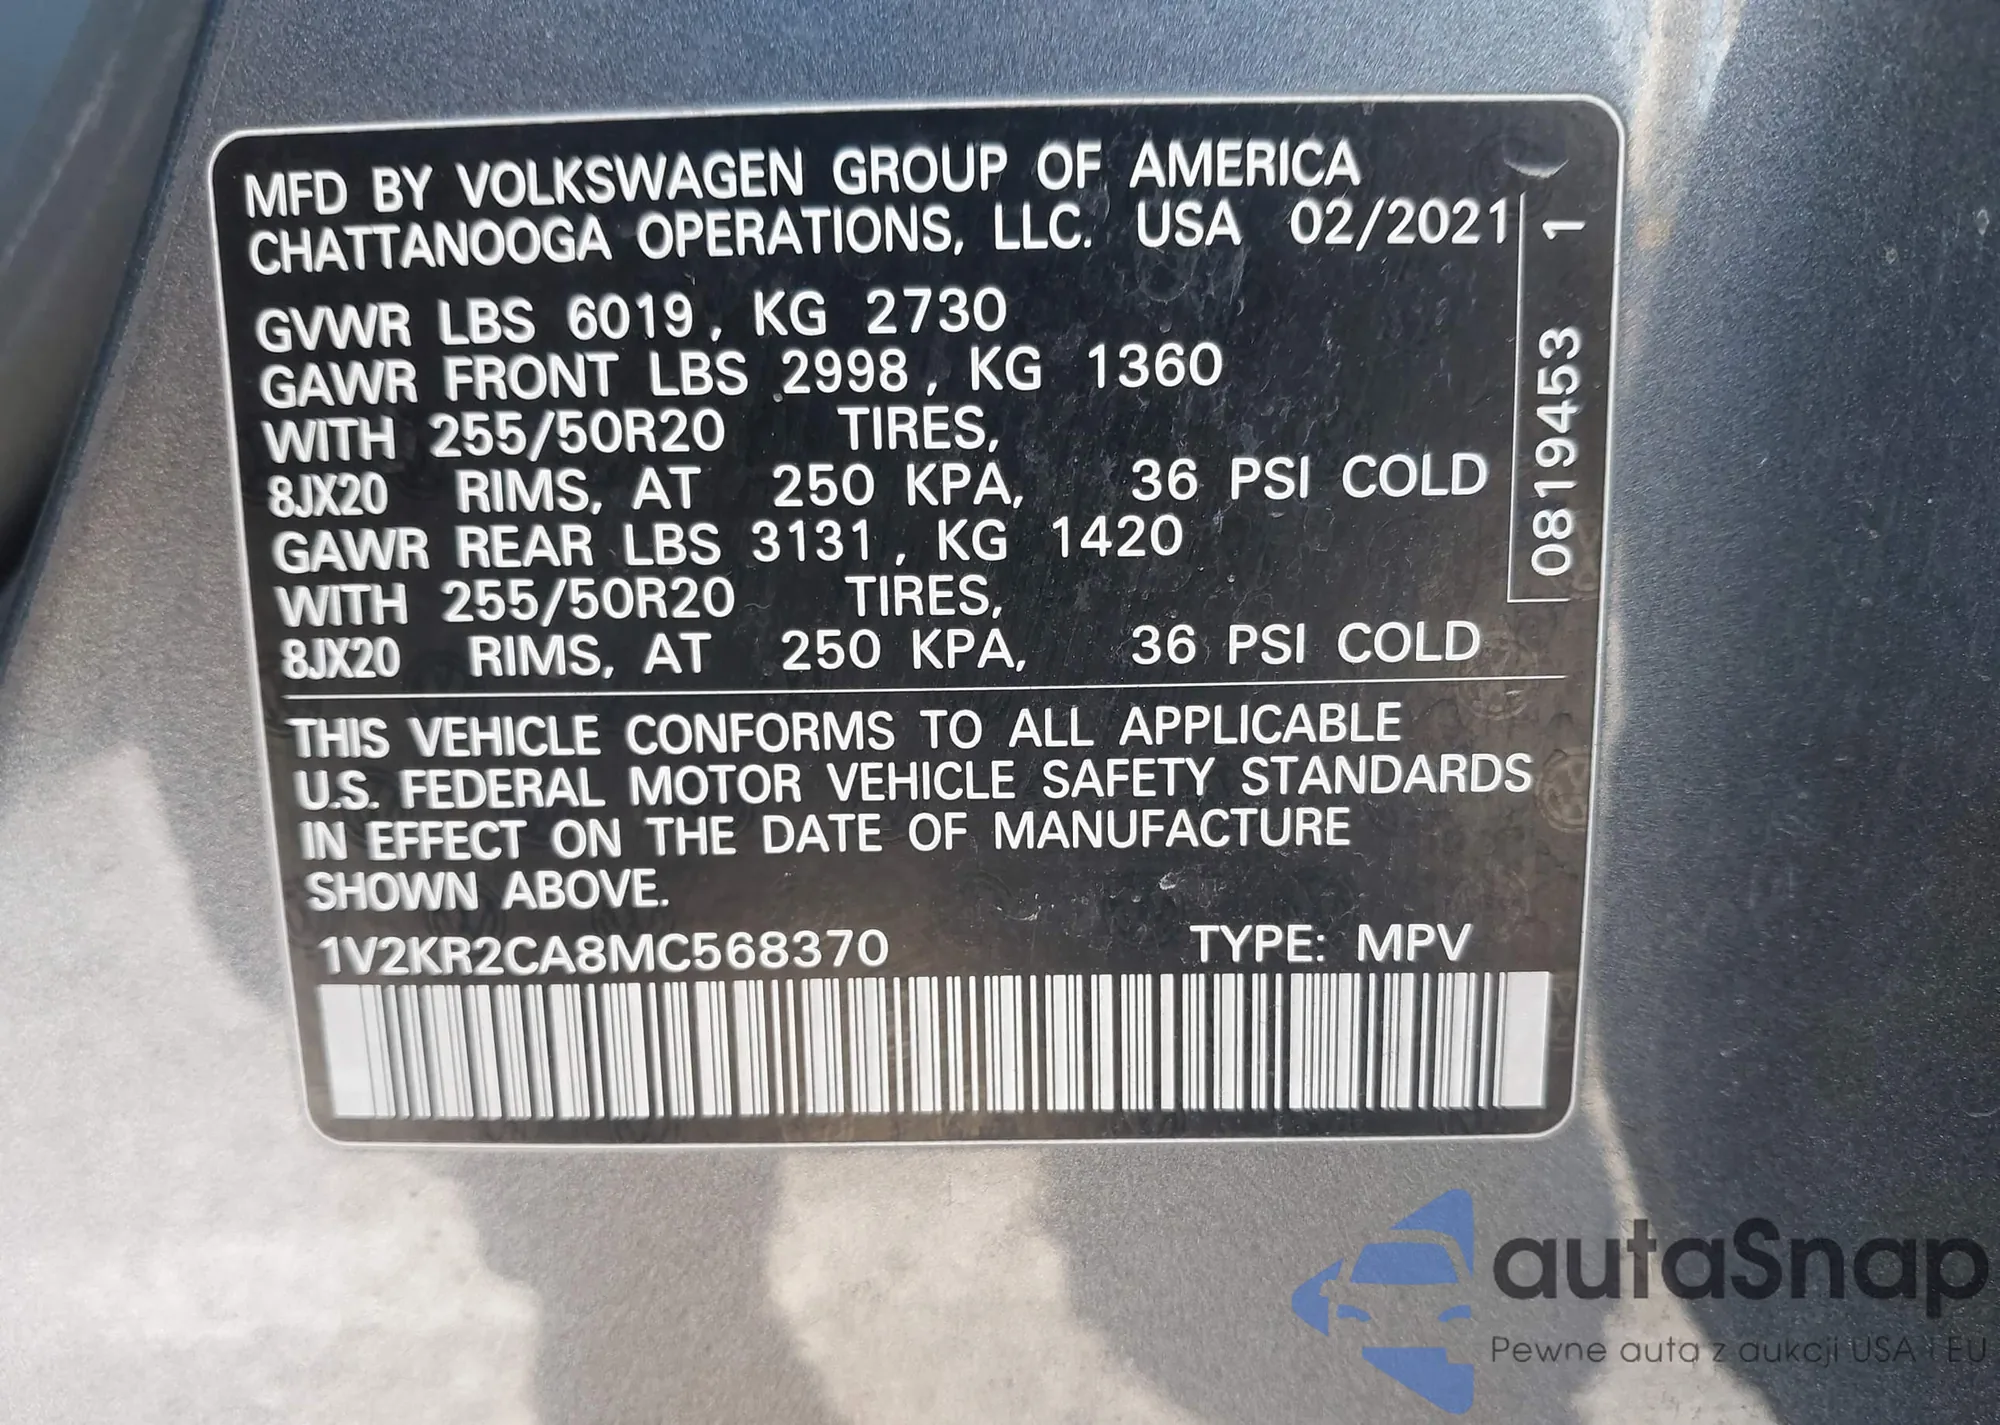 MFD BY VOLKSWAGEN GROUP OF AMERICA
CHATTANOOGA OPERATIONS, LLC. USA 02/2021
GVWR LBS 6019, KG 2730
GAWR FRONT LBS 2998, KG 1360
WITH 255/50R20 TIRES,
8JX20 RIMS, AT 250 KPA, 36 PSI COLD
GAWR REAR LBS 3131, KG 1420
WITH 255/50R20 TIRES,
8JX20 RIMS, AT 250 KPA, 36 PSI COLD
0819453 1
THIS VEHICLE CONFORMS TO ALL APPLICABLE
U.S. FEDERAL MOTOR VEHICLE SAFETY STANDARDS
IN EFFECT ON THE DATE OF MANUFACTURE
SHOWN ABOVE.
1V2KR2CA8MC568370 TYPE: MPV
autaSnap
Pewne auta z aukcji USA i EU